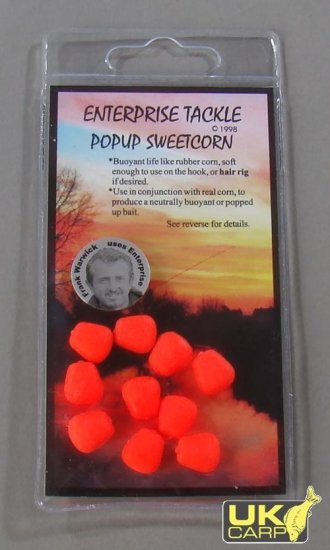 ENTERPRISE TACKLE
© 1998
POPUP SWEETCORN
*Buoyant life like rubber corn, soft
enough to use on the hook, or hair rig
if desired.
*Use in conjunction with real corn, to
produce a neutrally buoyant or popped
up bait.
See reverse for details.
Frank Warwick uses Enterprise
UK
CARP